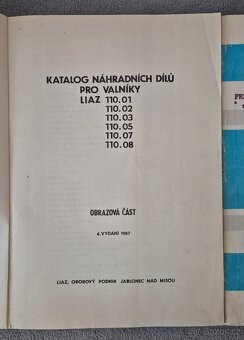 KATALOG NÁHRADNÍCH DÍLŮ
PRO VALNÍKY
LIAZ 110.01
110.02
110.03
110.05
110.07
110.08
OBRAZOVÁ ČÁST
4. VYDÁNÍ 1987
LIAZ, OBOROVÝ PODNIK JABLONEC NAD NISOU